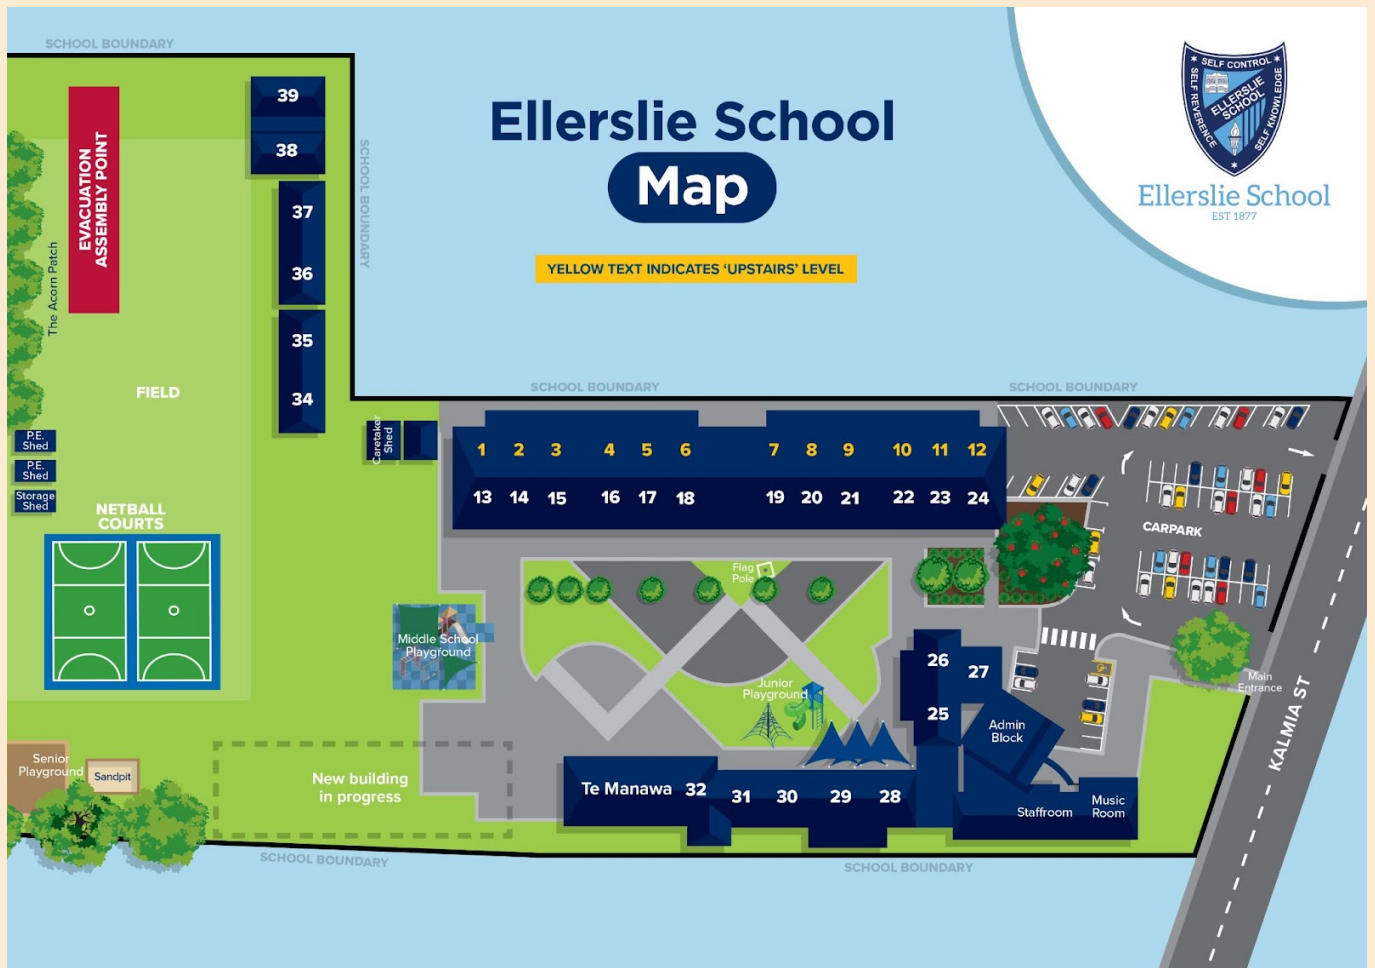 SCHOOL BOUNDARY
Ellerslie School
Map
YELLOW TEXT INDICATES ‘UPSTAIRS’ LEVEL
SELF CONTROL
SELF REVERENCE
SELF KNOWLEDGE
ELLERSLIE
SCHOOL
Ellerslie School
EST 1877
39
38
37
36
35
34
SCHOOL BOUNDARY
EVACUATION
ASSEMBLY POINT
The Acorn Patch
FIELD
P.E.
Shed
P.E.
Shed
Storage
Shed
NETBALL
COURTS
Caretaker
Shed
SCHOOL BOUNDARY
SCHOOL BOUNDARY
1 2 3 4 5 6 7 8 9 10 11 12
13 14 15 16 17 18 19 20 21 22 23 24
CARPARK
Flag
Pole
Middle School
Playground
Junior
Playground
26
27
25
Admin
Block
Main
Entrance
KALMIA ST
Senior
Playground
Sandpit
New building
in progress
Te Manawa 32 31 30 29 28
Staffroom
Music
Room
SCHOOL BOUNDARY
SCHOOL BOUNDARY